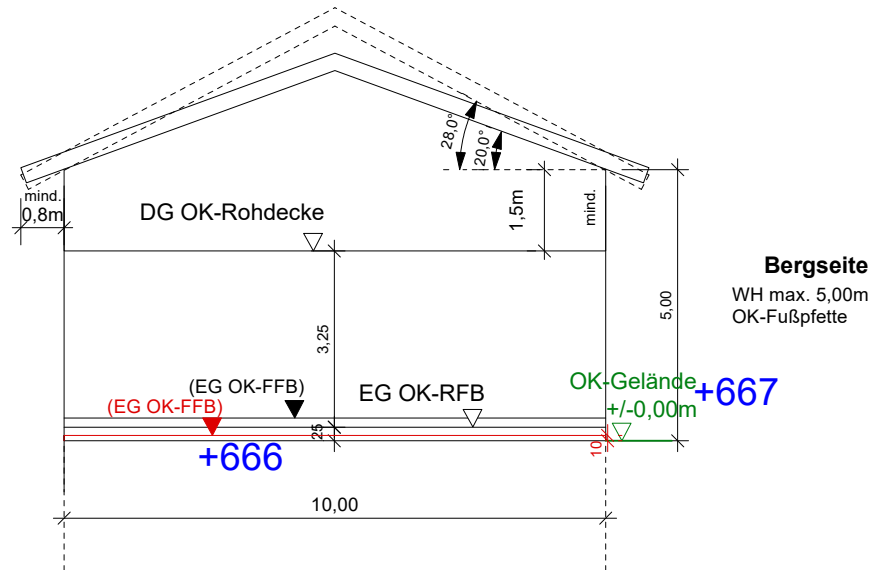 28,0°
20,0°
mind.
0,8m
DG OK-Rohdecke
1,5m
mind.
Bergseite
WH max. 5,00m
OK-Fußpfette
5,00
3,25
(EG OK-FFB)
EG OK-RFB
OK-Gelände
+/-0,00m
+667
(EG OK-FFB)
25
10
+666
10,00